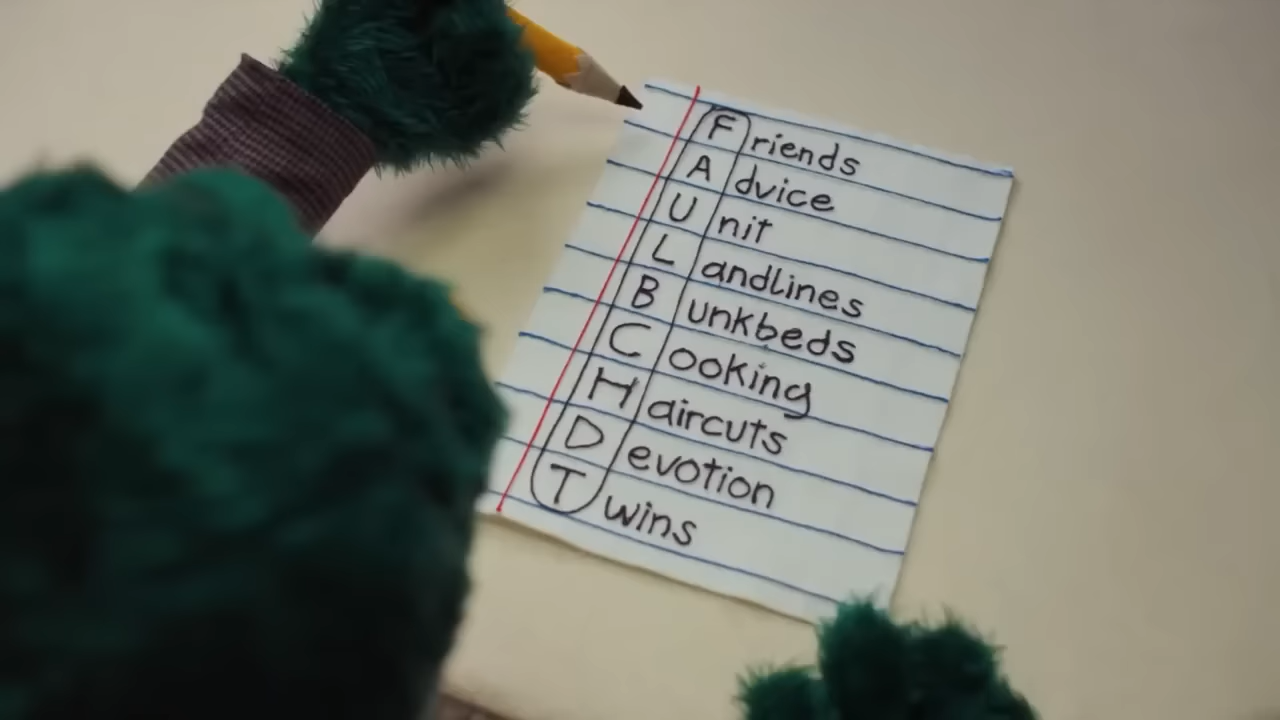 Friends
Advice
Unit
Landlines
Bunkbeds
Cooking
Haircuts
Devotion
Twins